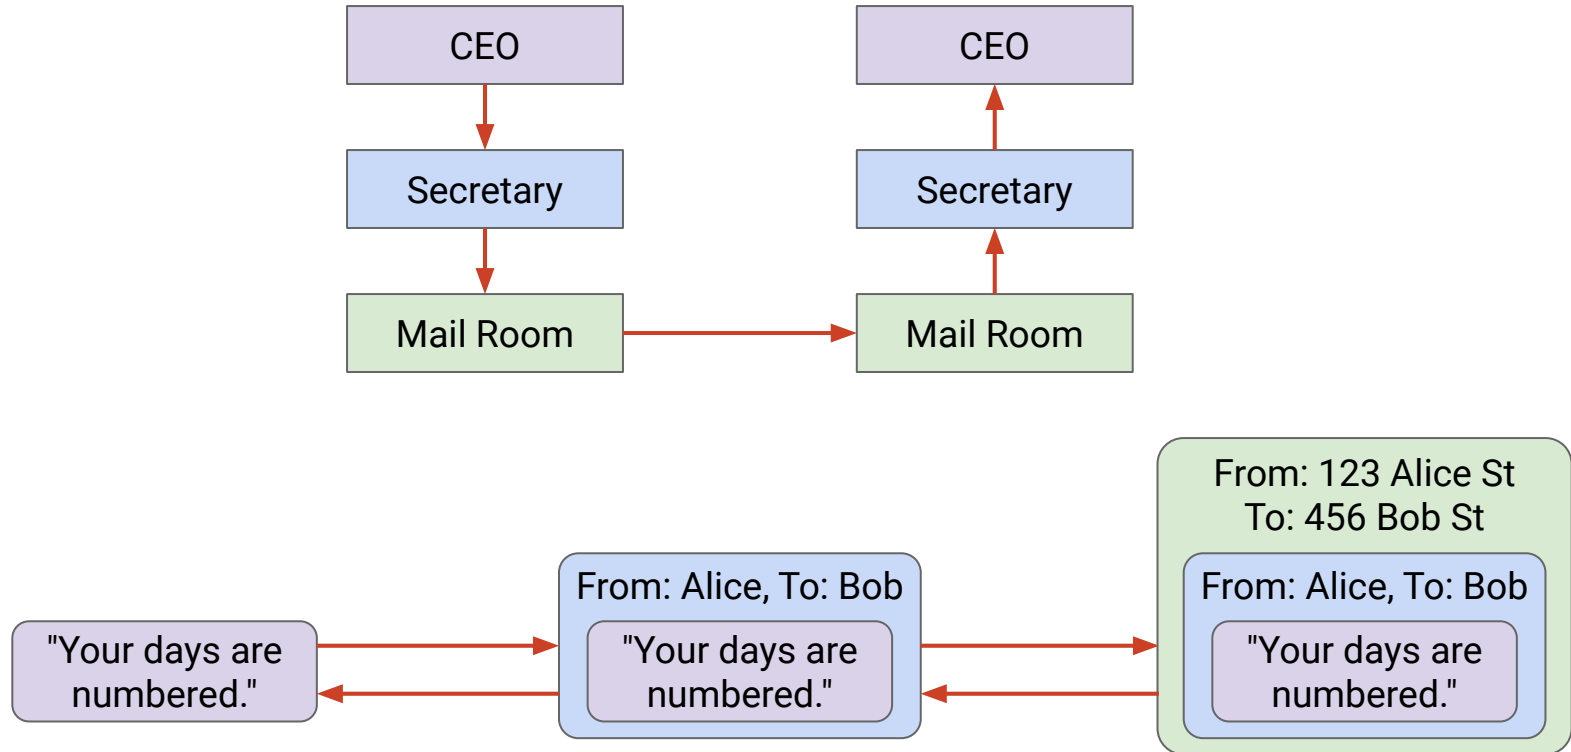 CEO
CEO
Secretary
Secretary
Mail Room
Mail Room
From: 123 Alice St
To: 456 Bob St
From: Alice, To: Bob
From: Alice, To: Bob
"Your days are
numbered."
"Your days are
numbered."
"Your days are
numbered."